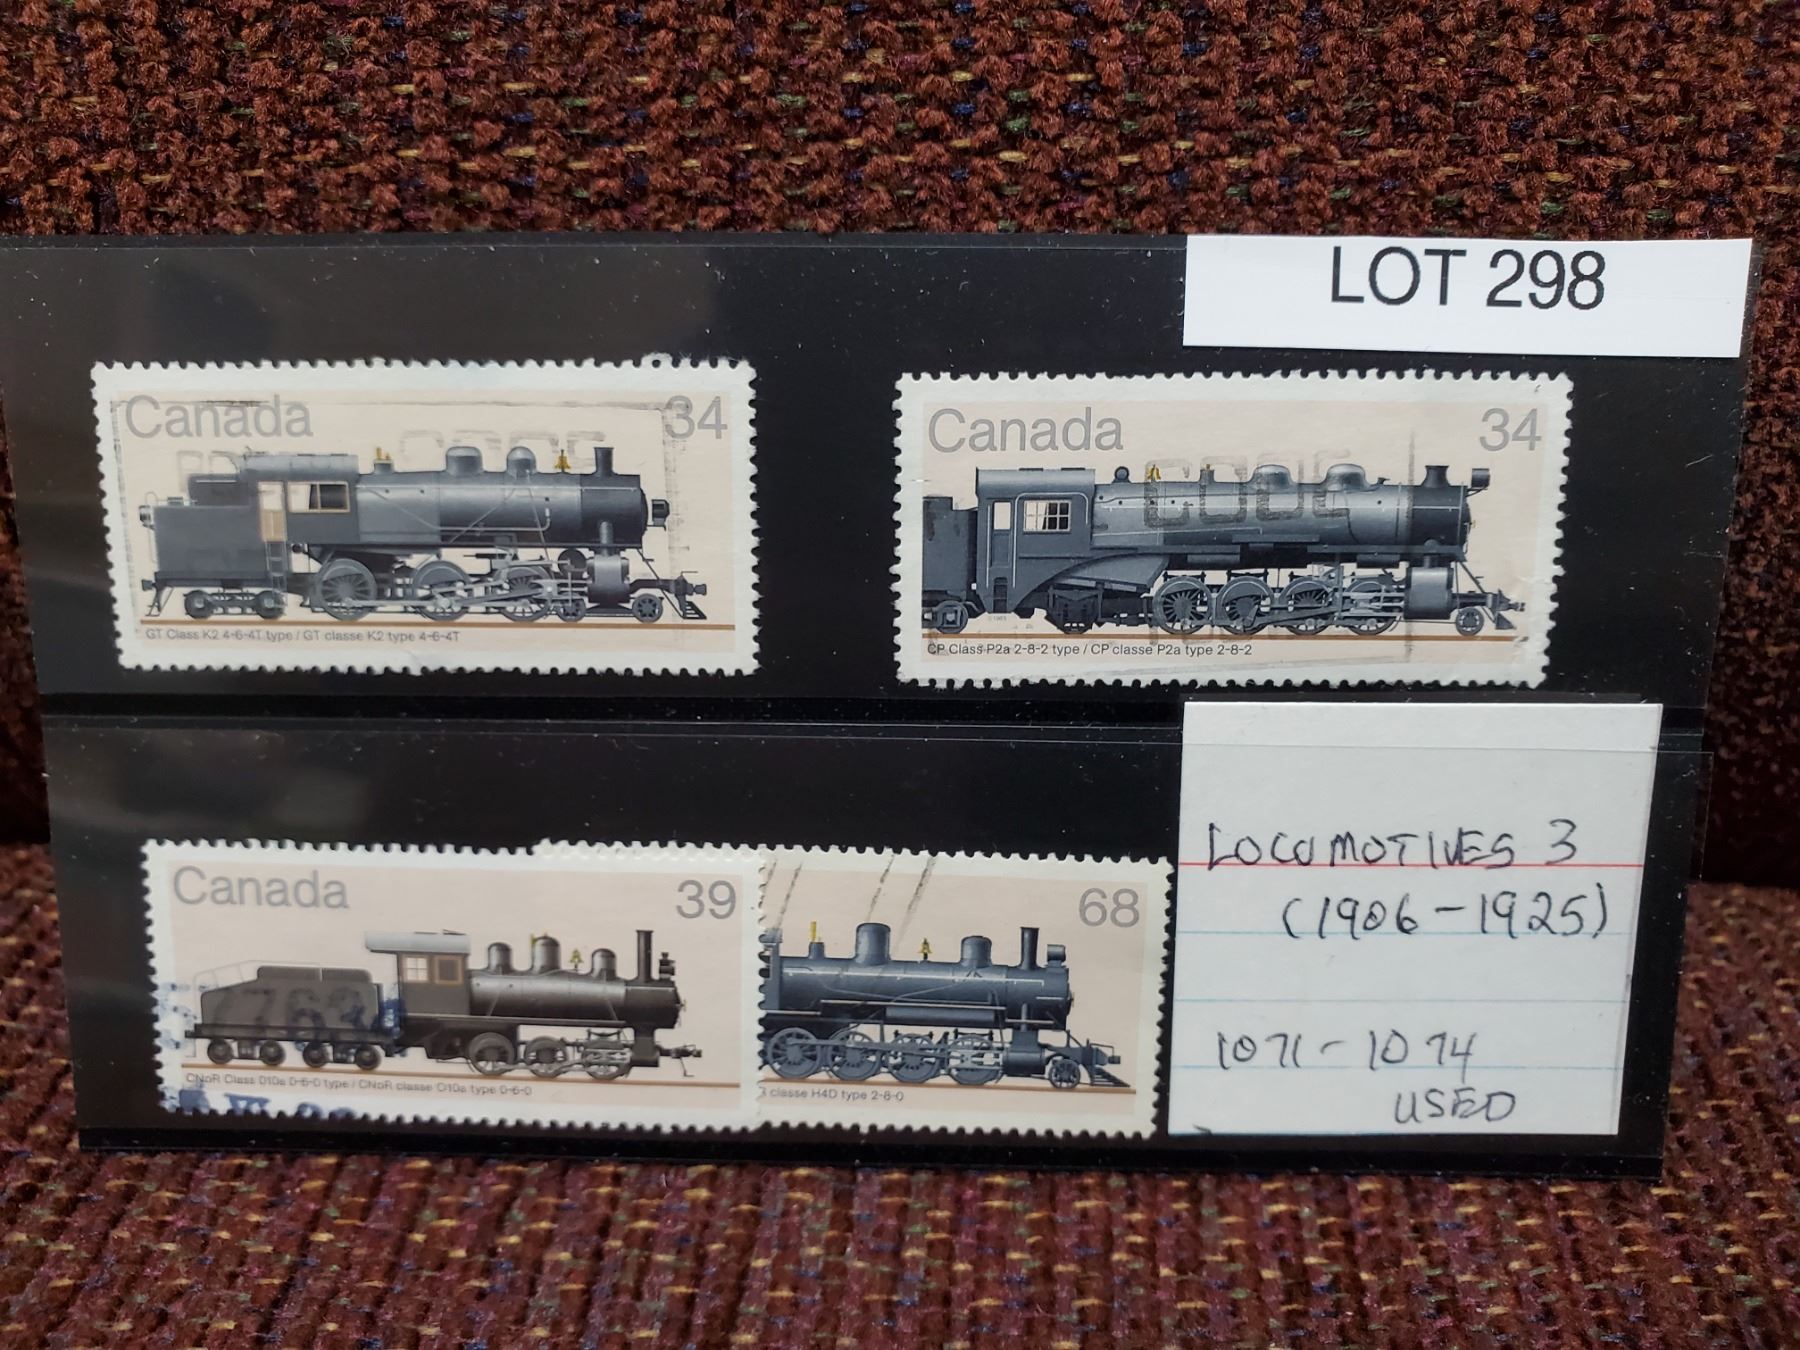 LOT 298
Canada 34
CODE
GT Class K2 4-6-4T type / GT classe K2 type 4-6-4T
Canada 34
CODE
©1985
CP Class P2a 2-8-2 type / CP classe P2a type 2-8-2
Canada 39
CNoR Class O10a 0-6-0 type / CNoR classe O10a type 0-6-0
68
classe H4D type 2-8-0
LOCOMOTIVES 3
(1906-1925)
1071-1074
USED